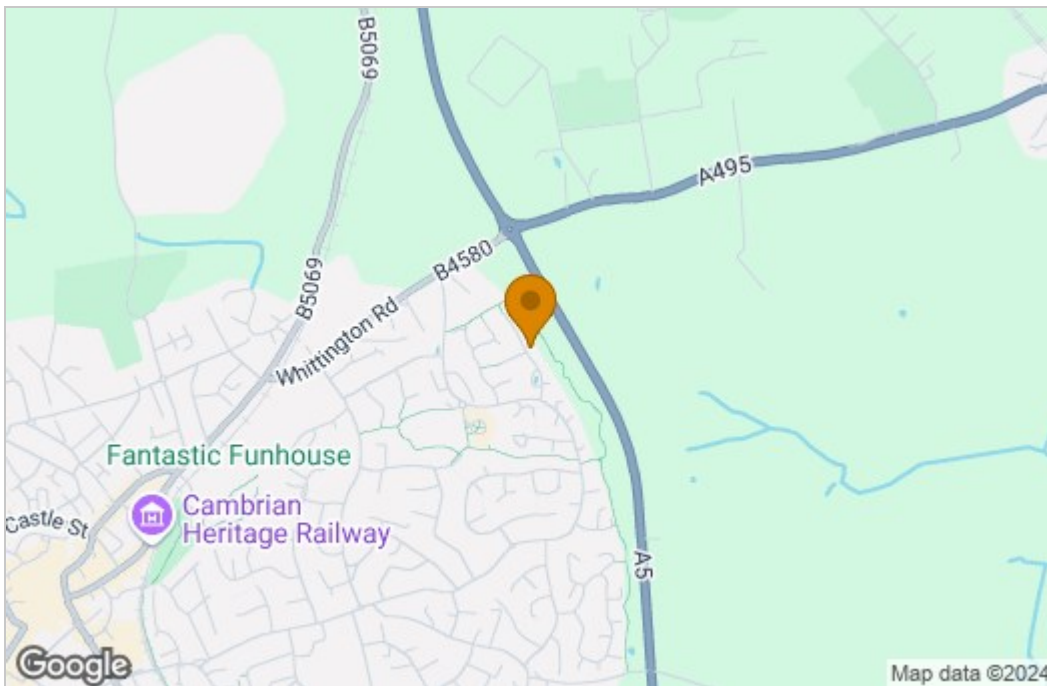 B5069
A495
B4580
B5069
Whittington Rd
Fantastic Funhouse
Cambrian
Heritage Railway
Castle St
A5
Google
Map data ©2024